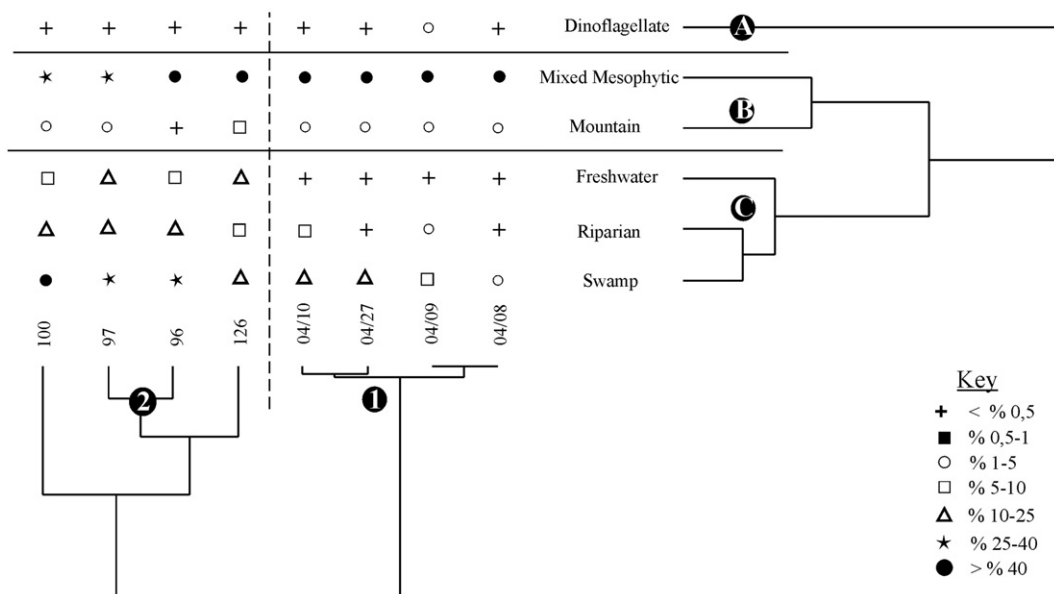 Dinoflagellate A
Mixed Mesophytic
B
Mountain
Freshwater
C
Riparian
Swamp
100 97 96 126 04/10 04/27 04/09 04/08
2 1
Key
< % 0,5
% 0,5-1
% 1-5
% 5-10
% 10-25
% 25-40
> % 40